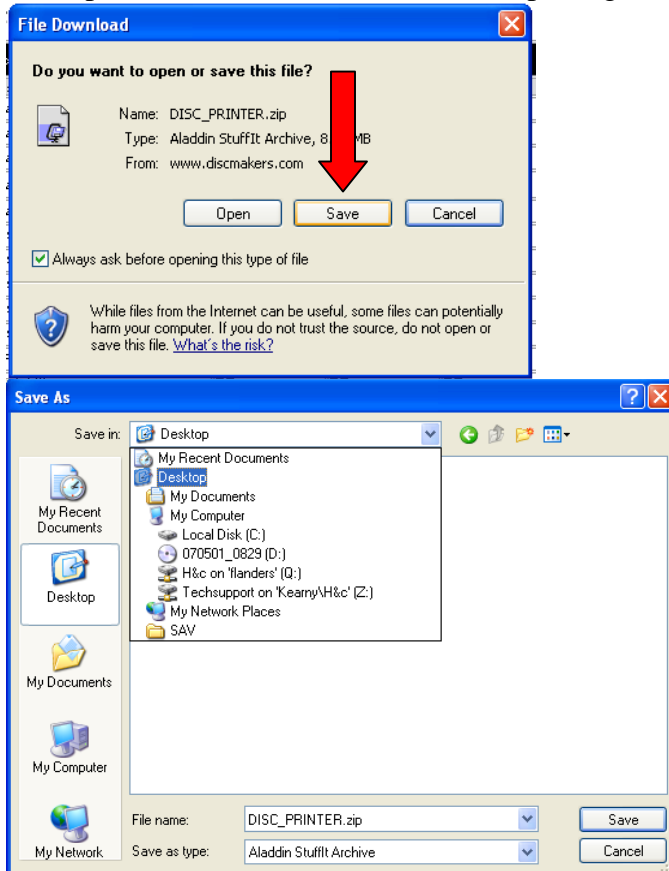 File Download
Do you want to open or save this file?
Name: DISC_PRINTER.zip
Type: Aladdin StuffIt Archive, 8 MB
From: www.discmakers.com
Open Save Cancel
Always ask before opening this type of file
While files from the Internet can be useful, some files can potentially
harm your computer. If you do not trust the source, do not open or
save this file. What's the risk?
Save As
Save in: Desktop
My Recent Documents
Desktop
My Documents
My Computer
Local Disk (C:)
070501_0829 (D:)
H&c on 'flanders' (Q:)
Techsupport on 'Kearny\H&c' (Z:)
My Network Places
SAV
My Recent
Documents
Desktop
My Documents
My Computer
My Network
File name: DISC_PRINTER.zip Save
Save as type: Aladdin StuffIt Archive Cancel